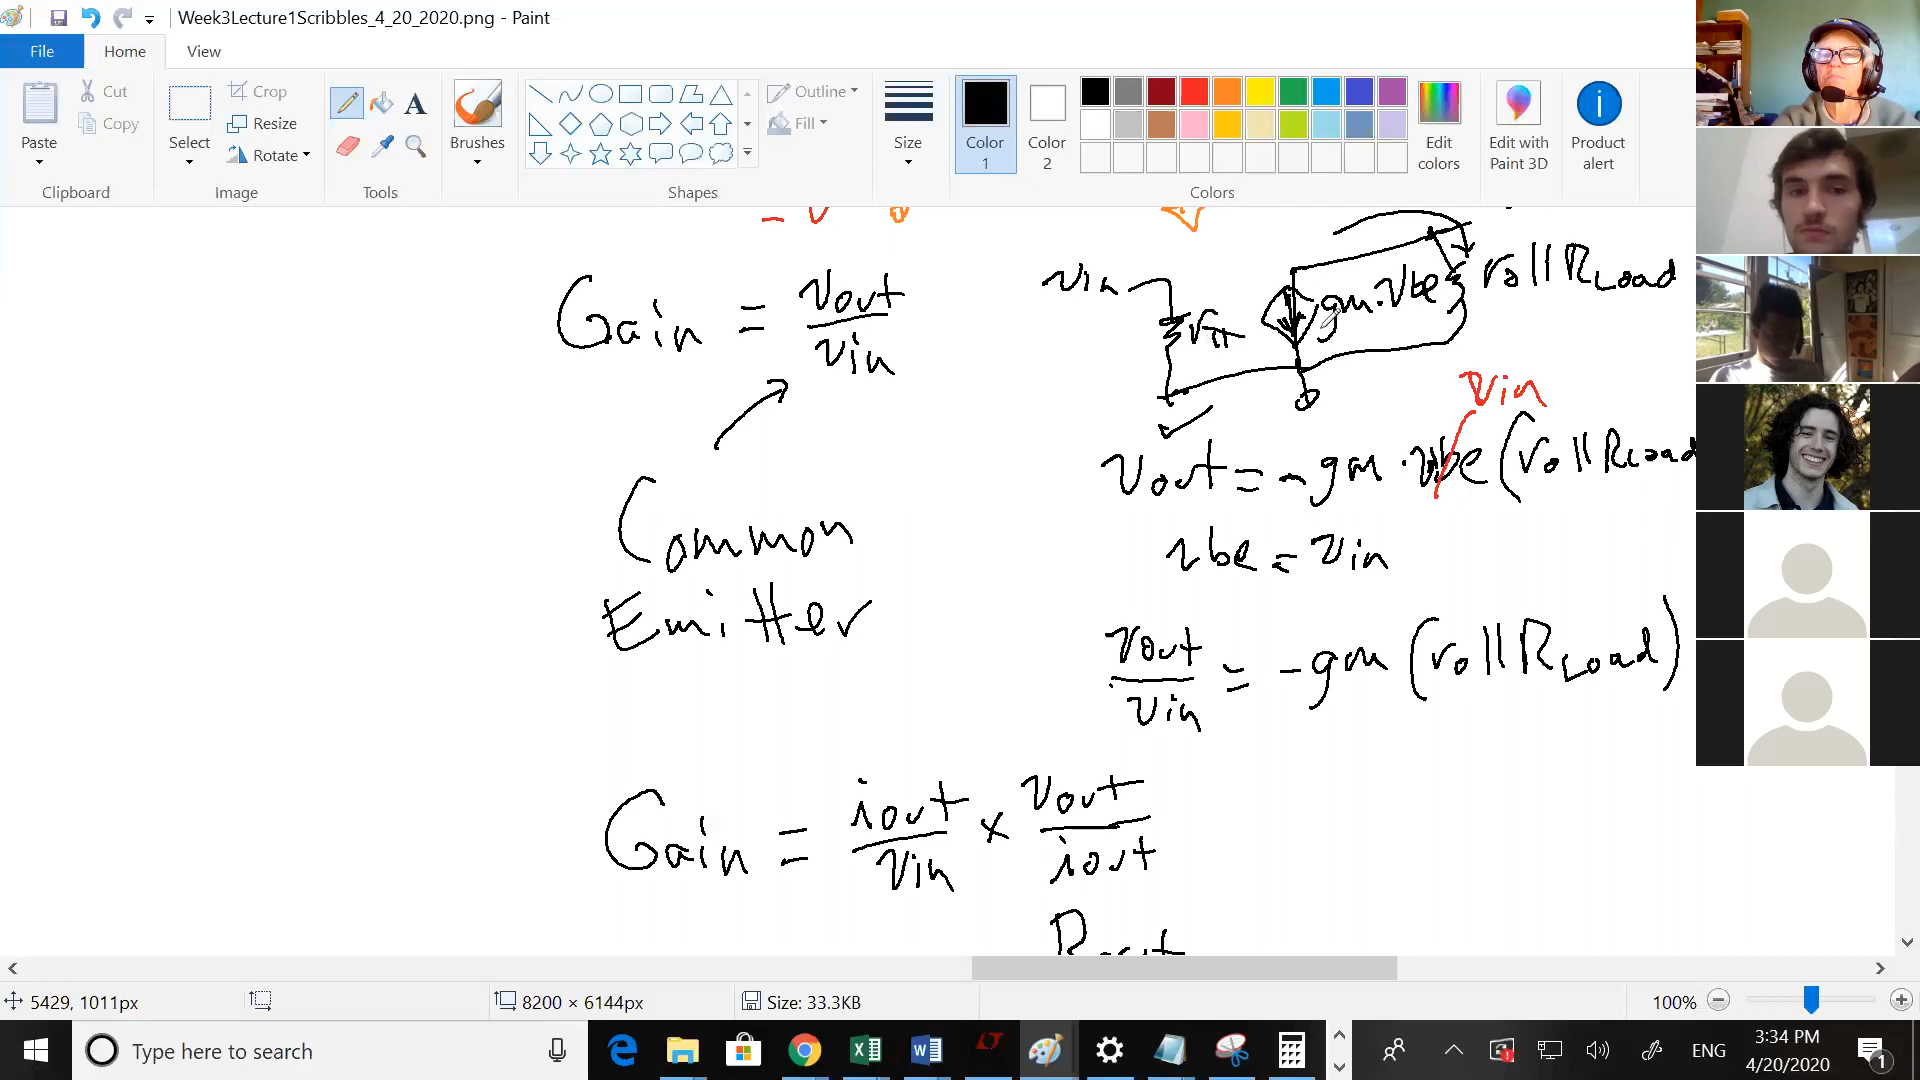 Week3Lecture1Scribbles_4_20_2020.png - Paint
File
Home
View
Paste
Cut
Copy
Clipboard
Select
Crop
Resize
Rotate
Image
A
Tools
Brushes
Outline
Fill
Shapes
Size
Color 1
Color 2
Colors
Edit colors
Edit with Paint 3D
Product alert
Gain = vout
vin
vin
rπ
gm.vbe
ro||RLoad
vin
vout = -gm.vbe(ro||RLoad
vbe = vin
Common
Emitter
vout
vin
= -gm(ro||RLoad)
Gain = iout × vout
vin
iout
Rout
5429, 1011px
8200 × 6144px
Size: 33.3KB
100%
Type here to search
ENG
3:34 PM
4/20/2020
1